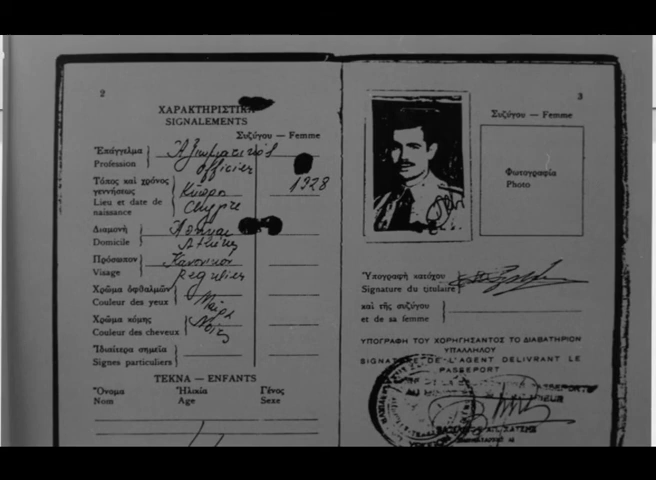 2
ΧΑΡΑΚΤΗΡΙΣΤΙΚΑ
SIGNALEMENTS
Συζύγου — Femme
Ἐπάγγελμα
Profession
Ἀξιωματικός
officier
Τόπος καὶ χρόνος
γεννήσεως
Lieu et date de
naissance
Κύπρος
chypre
1928
Διαμονὴ
Domicile
Ἀθῆναι
Athènes
Πρόσωπον
Visage
Κανονικόν
regulier
Χρῶμα ὀφθαλμῶν
Couleur des yeux
Χρῶμα κόμης
Couleur des cheveux
Noirs
Ἰδιαίτερα σημεῖα
Signes particuliers
ΤΕΚΝΑ — ENFANTS
Ὄνομα Ἡλικία Γένος
Nom Age Sexe
3
Συζύγου — Femme
Φωτογραφία
Photo
Ὑπογραφὴ κατόχου
Signature du titulaire
καὶ τῆς συζύγου
et de sa femme
ΥΠΟΓΡΑΦΗ ΤΟΥ ΧΟΡΗΓΗΣΑΝΤΟΣ ΤΟ ΔΙΑΒΑΤΗΡΙΟΝ
ΥΠΑΛΛΗΛΟΥ
SIGNATURE DE L'AGENT DELIVRANT LE
PASSEPORT